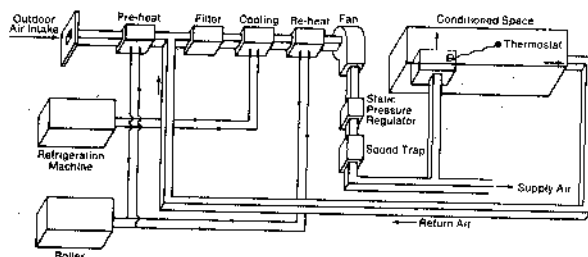 Outdoor
Air Intake
Pre-heat
Filter
Cooling
Re-heat
Fan
Conditioned Space
Thermostat
Static
Pressure
Regulator
Sound Trap
Refrigeration
Machine
Supply Air
Return Air
Boiler